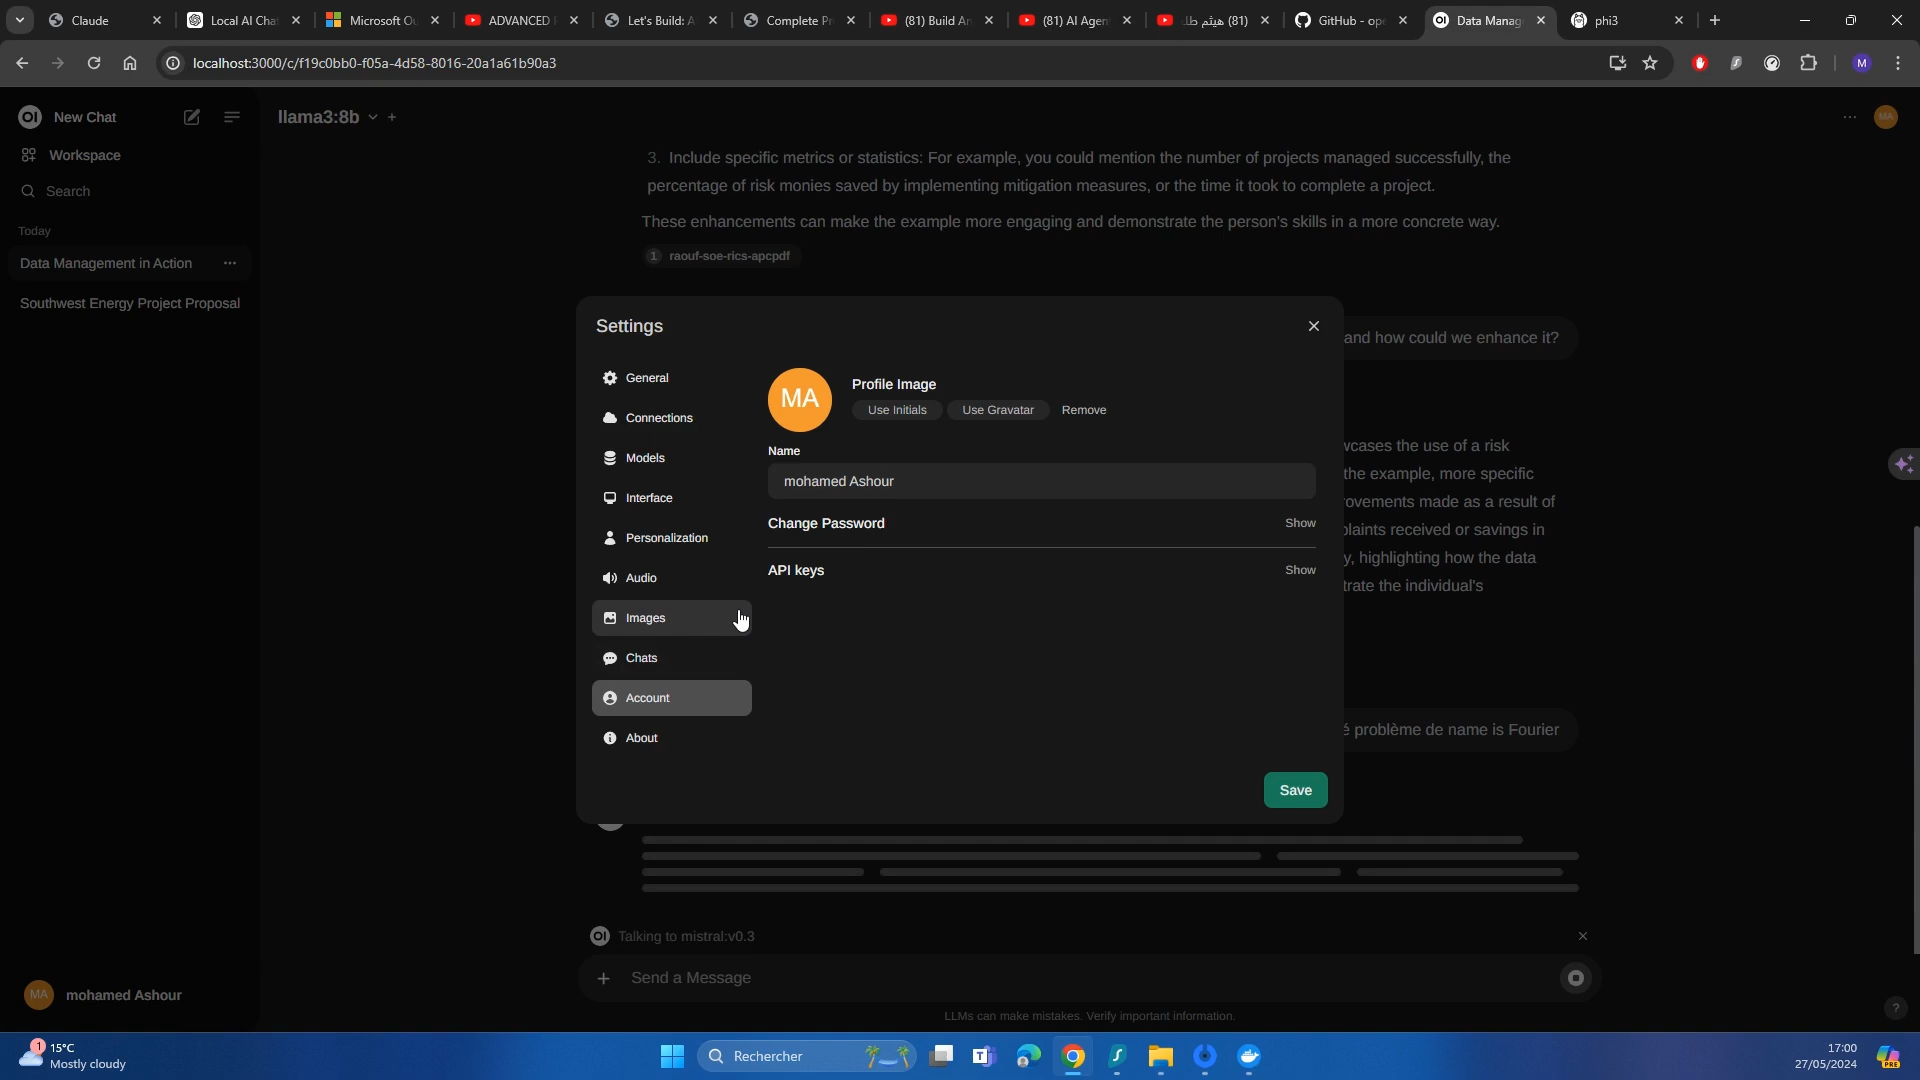 Claude
Local AI Cha
Microsoft Ou
ADVANCED
Let's Build: A
Complete Pr
(81) Build An
(81) AI Agen
(81) هيثم طلـ
GitHub - ope
Data Manag
phi3
localhost:3000/c/f19c0bb0-f05a-4d58-8016-20a1a61b90a3
M
New Chat
Workspace
Search
Today
Data Management in Action
Southwest Energy Project Proposal
llama3:8b
MA
3. Include specific metrics or statistics: For example, you could mention the number of projects managed successfully, the
percentage of risk monies saved by implementing mitigation measures, or the time it took to complete a project.
These enhancements can make the example more engaging and demonstrate the person's skills in a more concrete way.
1 raouf-soe-rics-apcpdf
and how could we enhance it?
wcases the use of a risk
the example, more specific
rovements made as a result of
plaints received or savings in
y, highlighting how the data
trate the individual's
é problème de name is Fourier
Settings
General
Connections
Models
Interface
Personalization
Audio
Images
Chats
Account
About
MA
Profile Image
Use Initials
Use Gravatar
Remove
Name
mohamed Ashour
Change Password
Show
API keys
Show
Save
Talking to mistral:v0.3
Send a Message
LLMs can make mistakes. Verify important information.
MA
mohamed Ashour
?
1
15°C
Mostly cloudy
Rechercher
17:00
27/05/2024
PRE